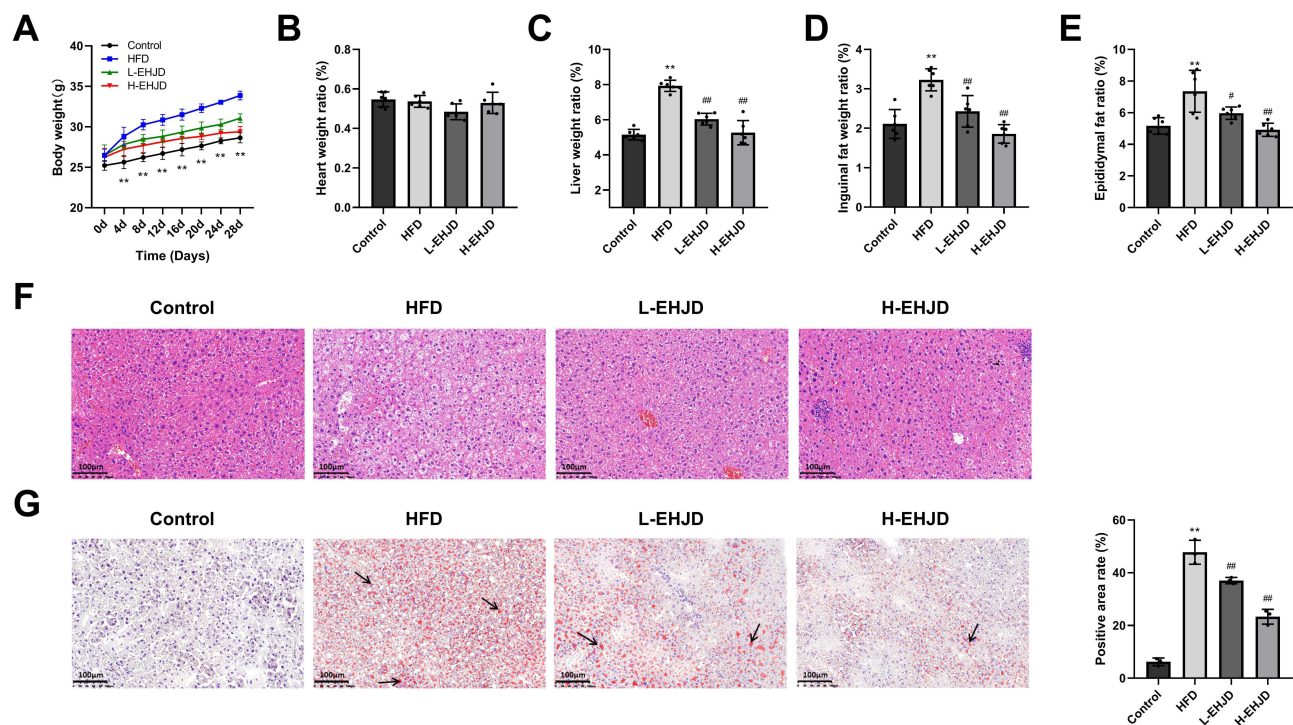 A
Control
HFD
L-EHJD
H-EHJD
Body weight(g)
40
35
30
25
20
** ** ** ** ** ** **
0d 4d 8d 12d 16d 20d 24d 28d
Time (Days)
B
Heart weight ratio (%)
0.8
0.6
0.4
0.2
0.0
Control HFD L-EHJD H-EHJD
C
Liver weight ratio (%)
10
8
6
4
2
** ## ##
Control HFD L-EHJD H-EHJD
D
Inguinal fat weight ratio (%)
4
3
2
1
0
** ## ##
Control HFD L-EHJD H-EHJD
E
Epididymal fat ratio (%)
10
8
6
4
2
0
** # ##
Control HFD L-EHJD H-EHJD
F
Control HFD L-EHJD H-EHJD
100μm 100μm 100μm 100μm
G
Control HFD L-EHJD H-EHJD
100μm 100μm 100μm 100μm
Positive area rate (%)
60
40
20
0
** ## ##
Control HFD L-EHJD H-EHJD